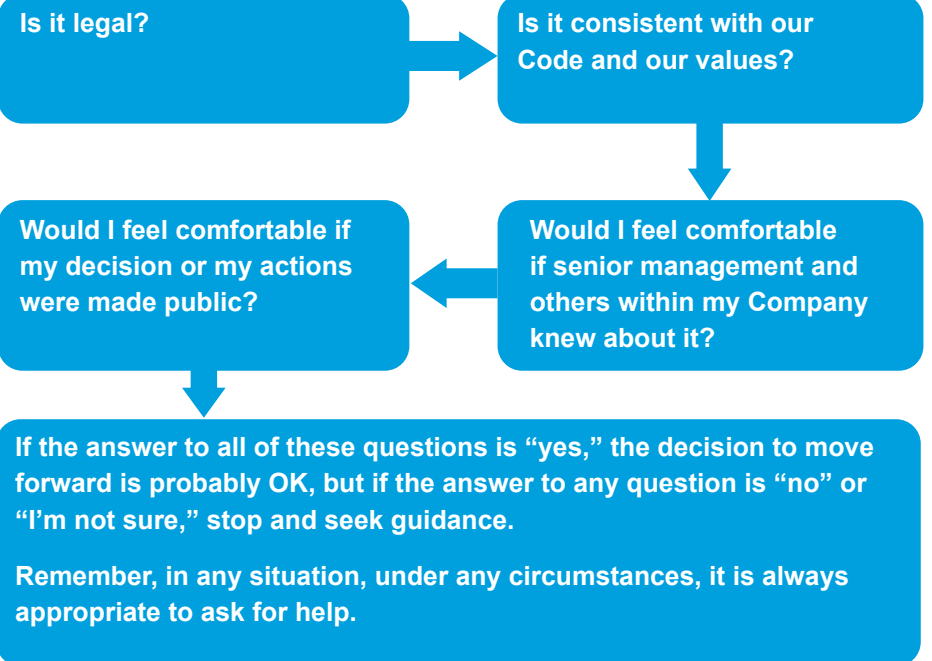 Is it legal?
Is it consistent with our
Code and our values?
Would I feel comfortable
if senior management and
others within my Company
knew about it?
Would I feel comfortable if
my decision or my actions
were made public?
If the answer to all of these questions is “yes,” the decision to move
forward is probably OK, but if the answer to any question is “no” or
“I’m not sure,” stop and seek guidance.
Remember, in any situation, under any circumstances, it is always
appropriate to ask for help.